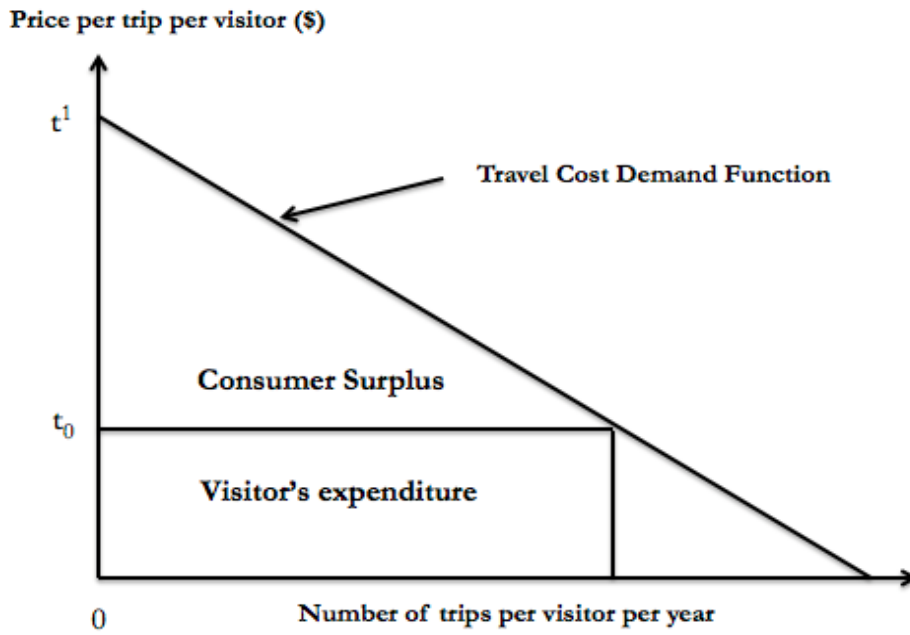 Price per trip per visitor ($)
t¹
Travel Cost Demand Function
Consumer Surplus
t₀
Visitor's expenditure
0
Number of trips per visitor per year